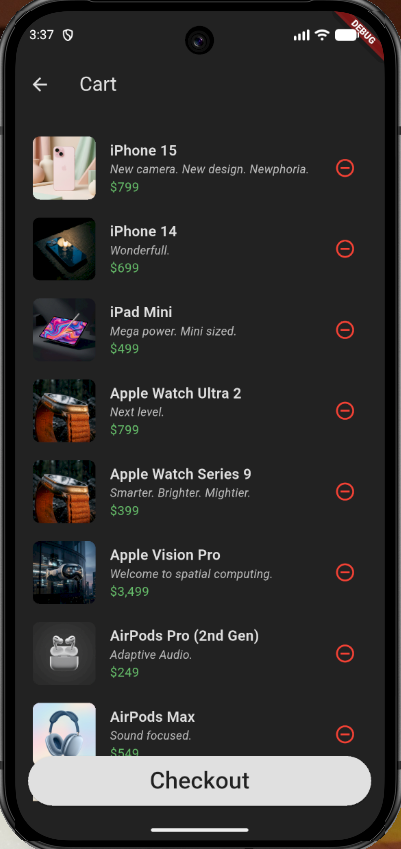 3:37
DEBUG
Cart
iPhone 15
New camera. New design. Newphoria.
$799
iPhone 14
Wonderfull.
$699
iPad Mini
Mega power. Mini sized.
$499
Apple Watch Ultra 2
Next level.
$799
Apple Watch Series 9
Smarter. Brighter. Mightier.
$399
Apple Vision Pro
Welcome to spatial computing.
$3,499
AirPods Pro (2nd Gen)
Adaptive Audio.
$249
AirPods Max
Sound focused.
$549
Checkout